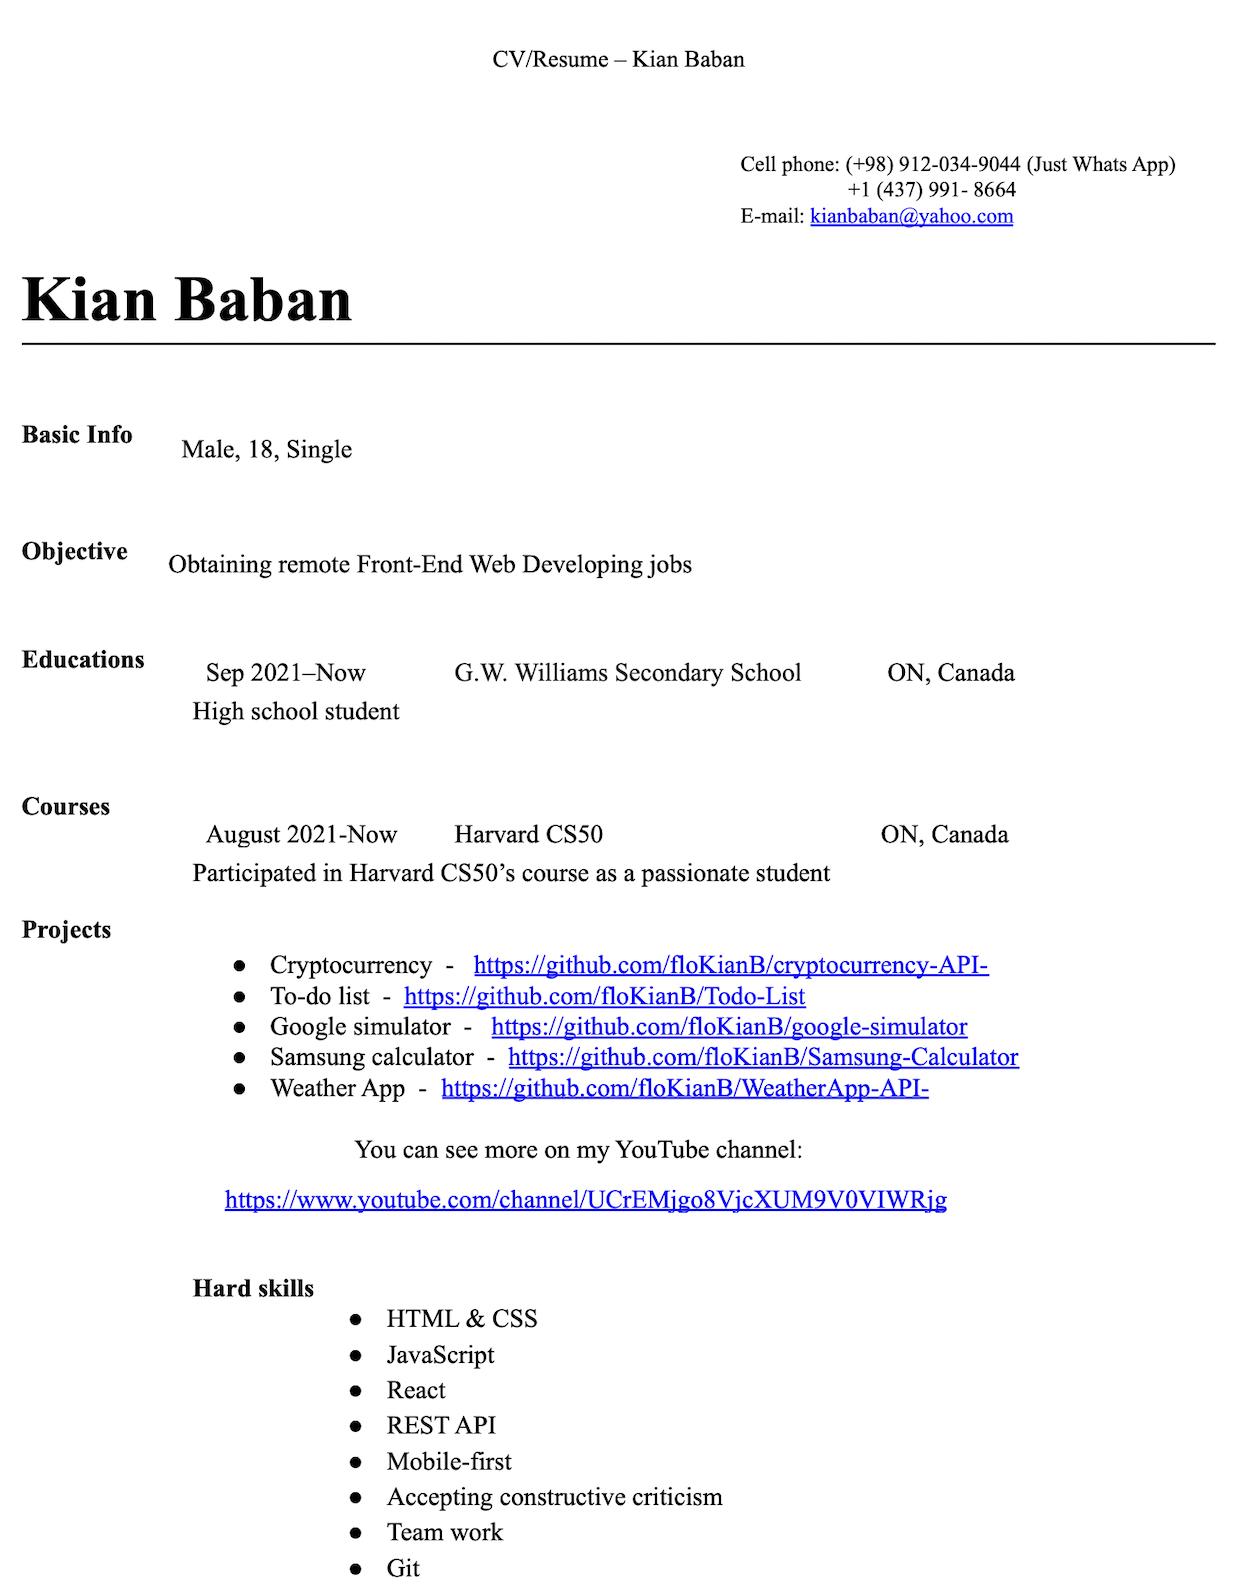 CV/Resume – Kian Baban
Cell phone: (+98) 912-034-9044 (Just Whats App)
+1 (437) 991- 8664
E-mail: kianbaban@yahoo.com
Kian Baban
Basic Info
Male, 18, Single
Objective
Obtaining remote Front-End Web Developing jobs
Educations
Sep 2021–Now G.W. Williams Secondary School ON, Canada
High school student
Courses
August 2021-Now Harvard CS50 ON, Canada
Participated in Harvard CS50’s course as a passionate student
Projects
● Cryptocurrency - https://github.com/floKianB/cryptocurrency-API-
● To-do list - https://github.com/floKianB/Todo-List
● Google simulator - https://github.com/floKianB/google-simulator
● Samsung calculator - https://github.com/floKianB/Samsung-Calculator
● Weather App - https://github.com/floKianB/WeatherApp-API-
You can see more on my YouTube channel:
https://www.youtube.com/channel/UCrEMjgo8VjcXUM9V0VIWRjg
Hard skills
● HTML & CSS
● JavaScript
● React
● REST API
● Mobile-first
● Accepting constructive criticism
● Team work
● Git